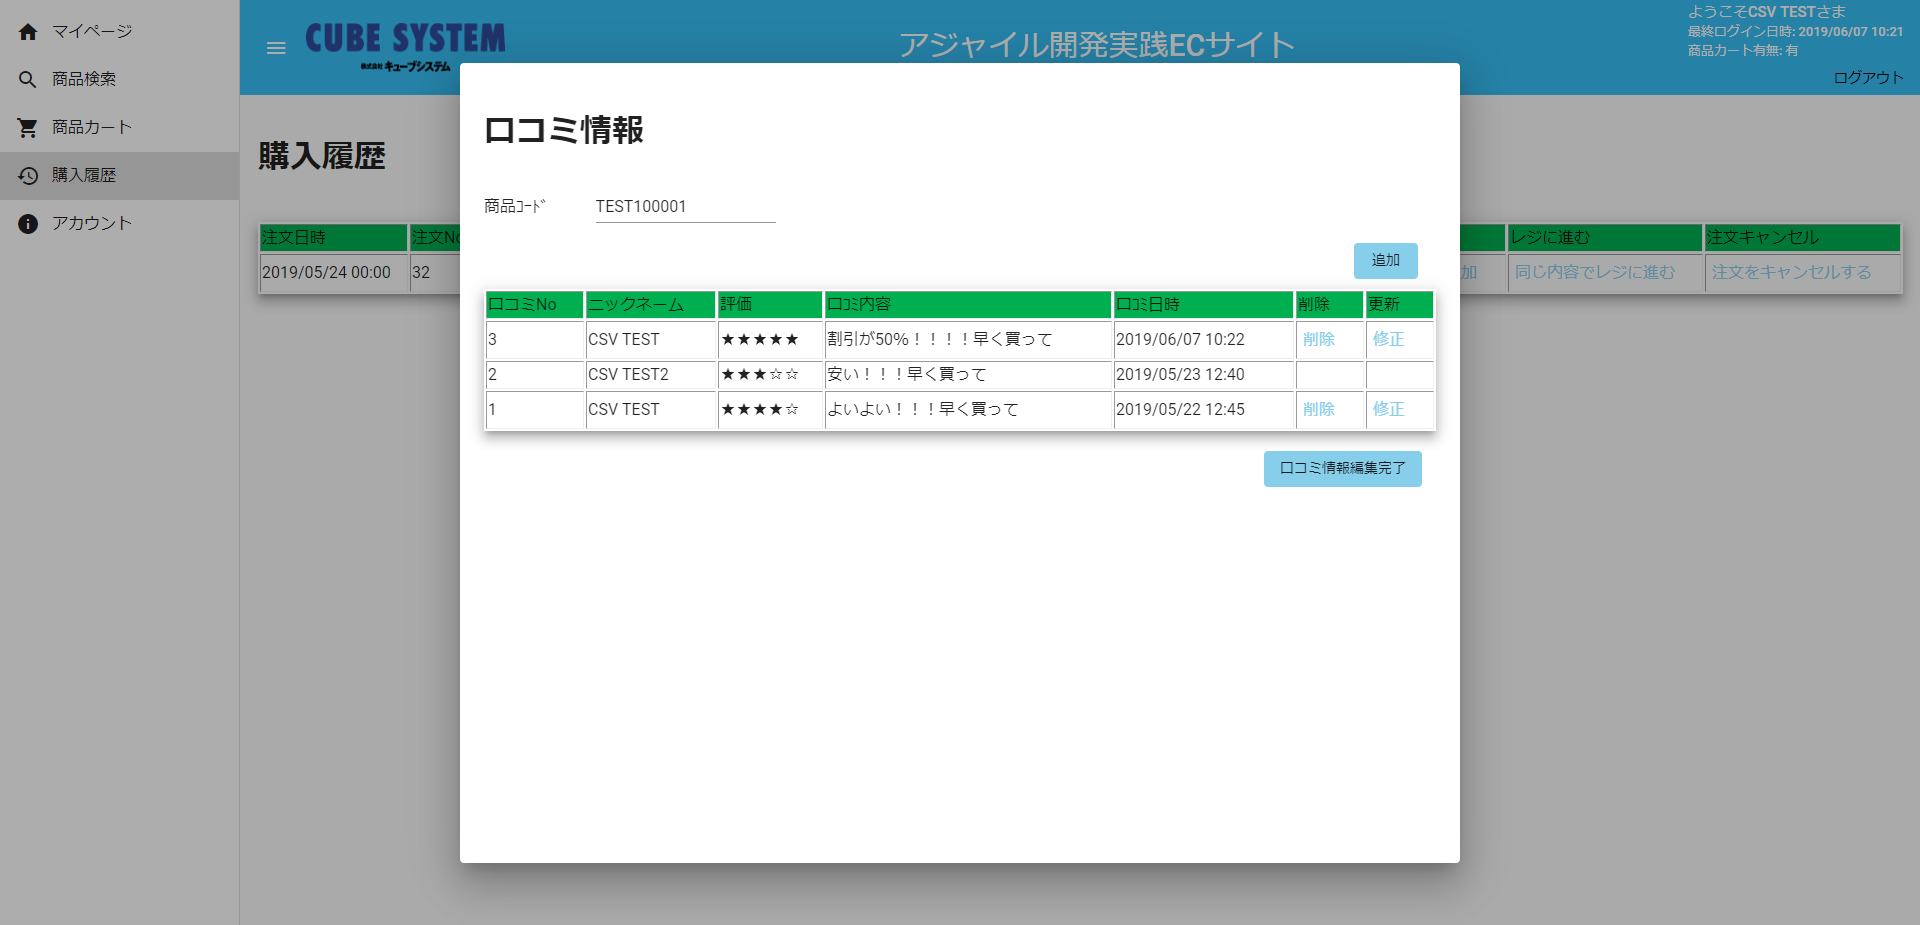 マイページ
商品検索
商品カート
購入履歴
アカウント
CUBE SYSTEM
株式会社 キューブシステム
アジャイル開発実践ECサイト
ようこそCSV TESTさま
最終ログイン日時: 2019/06/07 10:21
商品カート有無: 有
ログアウト
購入履歴
注文日時 注文No レジに進む 注文キャンセル
2019/05/24 00:00 32 加 同じ内容でレジに進む 注文をキャンセルする
口コミ情報
商品ｺｰﾄﾞ TEST100001
追加
口コミNo ニックネーム 評価 口ｺﾐ内容 口ｺﾐ日時 削除 更新
3 CSV TEST ★★★★★ 割引が50%！！！！早く買って 2019/06/07 10:22 削除 修正
2 CSV TEST2 ★★★☆☆ 安い！！！早く買って 2019/05/23 12:40
1 CSV TEST ★★★★☆ よいよい！！！早く買って 2019/05/22 12:45 削除 修正
口コミ情報編集完了